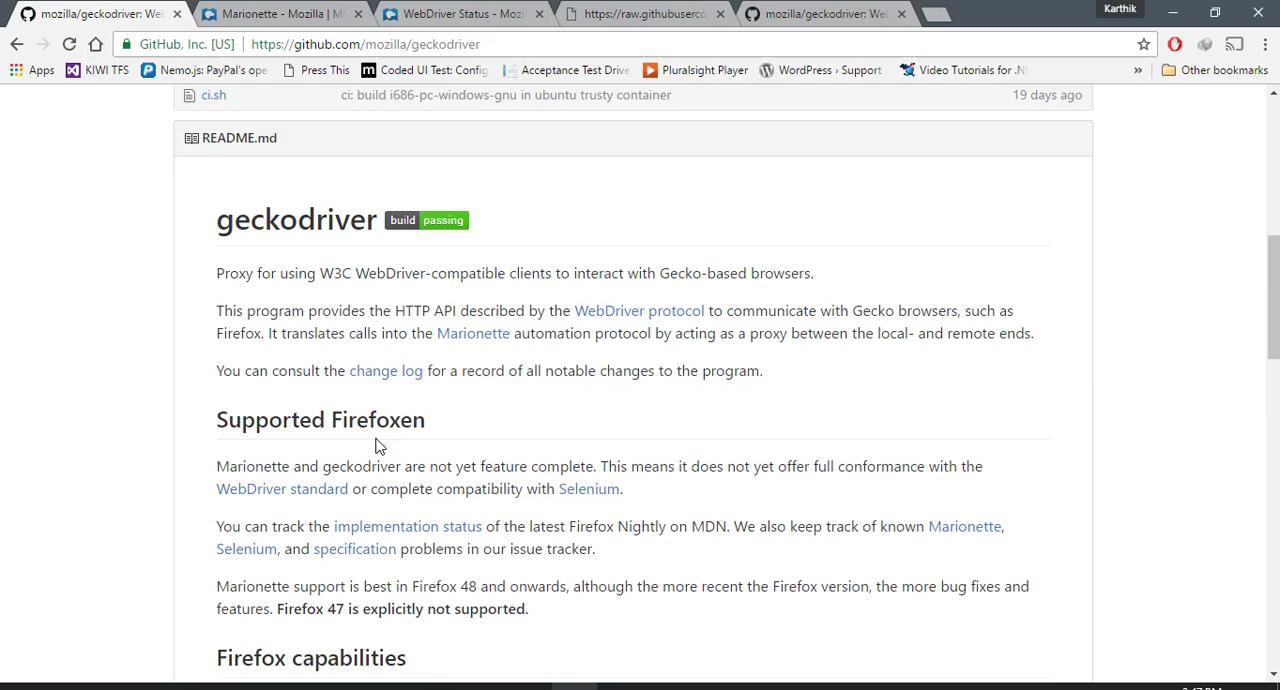 mozilla/geckodriver: We
Marionette - Mozilla | M
WebDriver Status - Moz
https://raw.githubuserco
mozilla/geckodriver: We
Karthik
GitHub, Inc. [US] | https://github.com/mozilla/geckodriver
Apps KIWI TFS Nemo.js: PayPal's ope Press This Coded UI Test: Config Acceptance Test Drive Pluralsight Player WordPress › Support Video Tutorials for .N » Other bookmarks
ci.sh ci: build i686-pc-windows-gnu in ubuntu trusty container 19 days ago
README.md
geckodriver build passing
Proxy for using W3C WebDriver-compatible clients to interact with Gecko-based browsers.
This program provides the HTTP API described by the WebDriver protocol to communicate with Gecko browsers, such as
Firefox. It translates calls into the Marionette automation protocol by acting as a proxy between the local- and remote ends.
You can consult the change log for a record of all notable changes to the program.
Supported Firefoxen
Marionette and geckodriver are not yet feature complete. This means it does not yet offer full conformance with the
WebDriver standard or complete compatibility with Selenium.
You can track the implementation status of the latest Firefox Nightly on MDN. We also keep track of known Marionette,
Selenium, and specification problems in our issue tracker.
Marionette support is best in Firefox 48 and onwards, although the more recent the Firefox version, the more bug fixes and
features. Firefox 47 is explicitly not supported.
Firefox capabilities